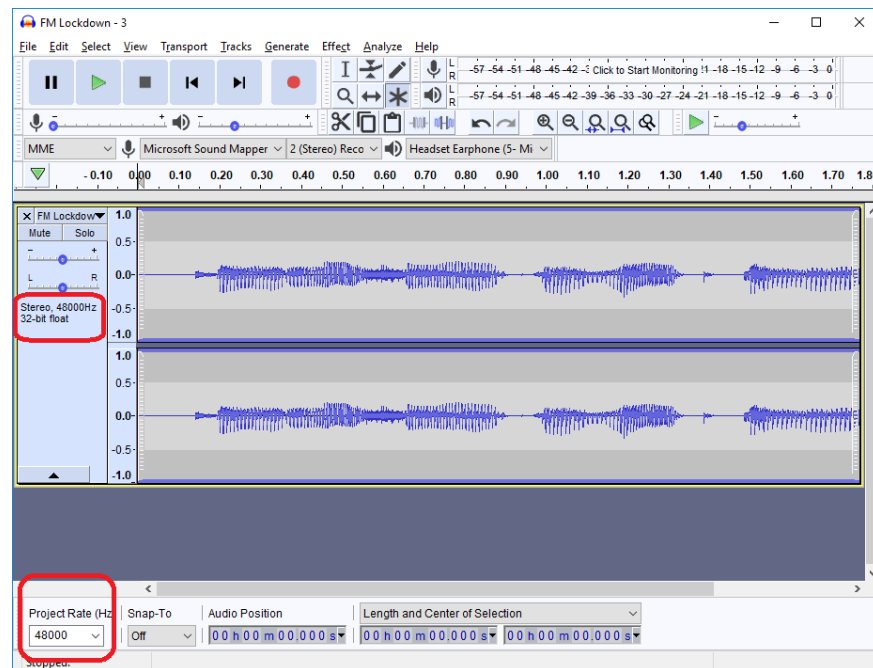 FM Lockdown - 3
File Edit Select View Transport Tracks Generate Effect Analyze Help
L
R
-57 -54 -51 -48 -45 -42 -3 Click to Start Monitoring !1 -18 -15 -12 -9 -6 -3 0
L
R
-57 -54 -51 -48 -45 -42 -39 -36 -33 -30 -27 -24 -21 -18 -15 -12 -9 -6 -3 0
- + - +
- +
MME Microsoft Sound Mapper 2 (Stereo) Reco Headset Earphone (5- Mi
- 0.10 0.00 0.10 0.20 0.30 0.40 0.50 0.60 0.70 0.80 0.90 1.00 1.10 1.20 1.30 1.40 1.50 1.60 1.70 1.8
X FM Lockdow
Mute Solo
- +
L R
Stereo, 48000Hz
32-bit float
1.0
0.5
0.0
-0.5
-1.0
1.0
0.5
0.0
-0.5
-1.0
Project Rate (Hz Snap-To Audio Position Length and Center of Selection
48000 Off 00 h 00 m 00.000 s 00 h 00 m 00.000 s 00 h 00 m 00.000 s
Stopped.